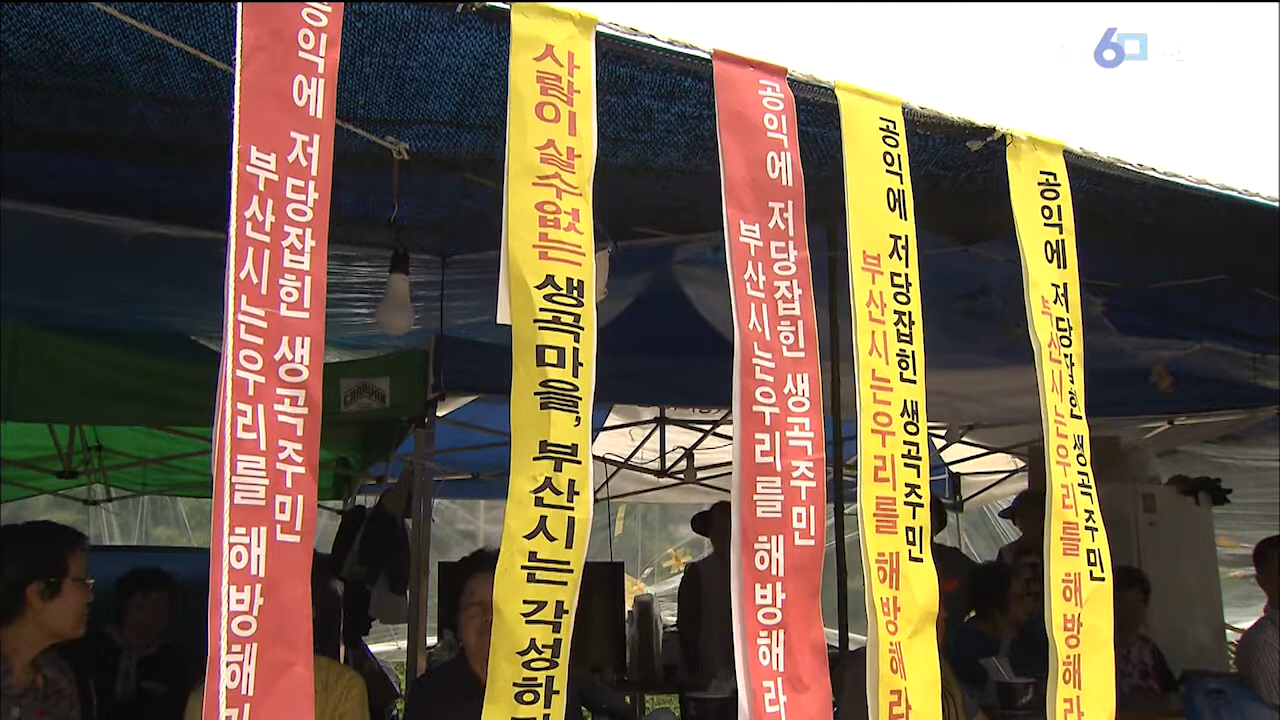 공익에 저당잡힌 생곡주민
부산시는우리를 해방해라
사람이 살수없는 생곡마을, 부산시는 각성하
공익에 저당잡힌 생곡주민
부산시는우리를 해방해라
공익에 저당잡힌 생곡주민
부산시는우리를 해방해라
공익에 저당잡힌 생곡주민
부산시는우리를 해방해라
CARAVAN
6